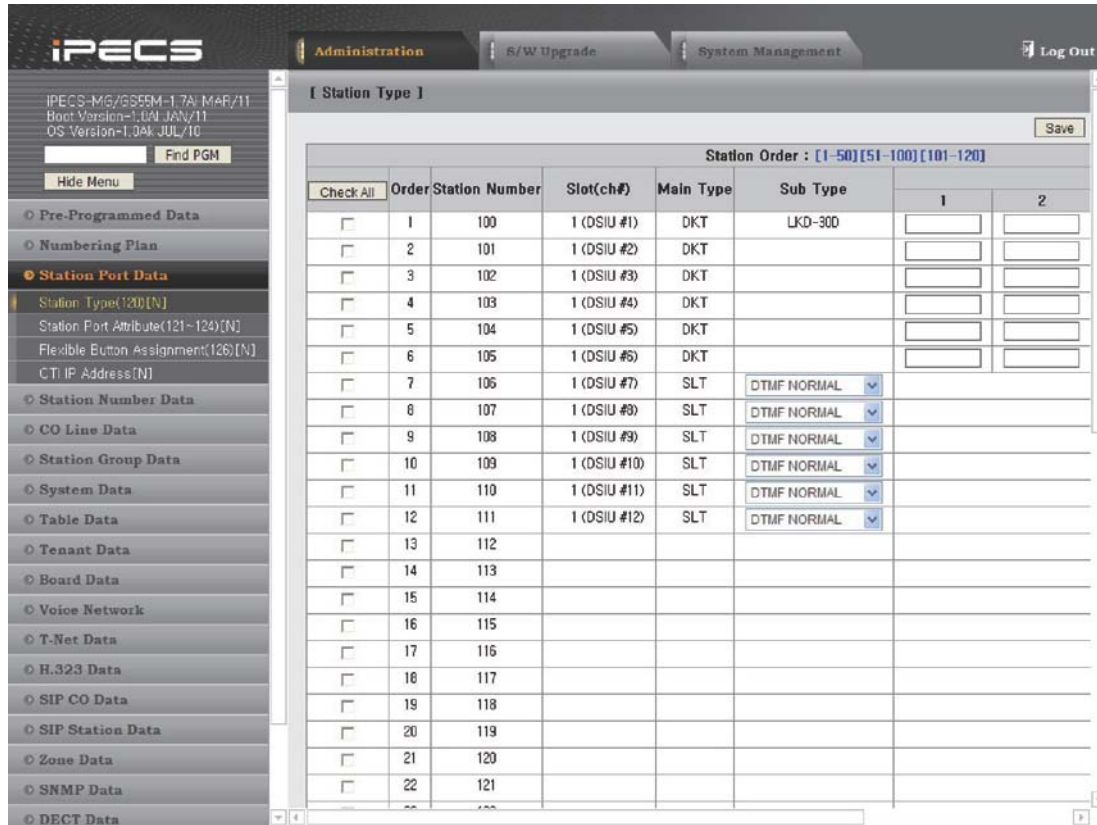 iPECS
Administration
S/W Upgrade
System Management
Log Out
IPECS-MG/GS55M-1.7Ai MAR/11
Boot Version-1.0Al JAN/11
OS Version-1.0Ak JUL/10
Find PGM
Hide Menu
Pre-Programmed Data
Numbering Plan
Station Port Data
Station Type(120)[N]
Station Port Attribute(121~124)[N]
Flexible Button Assignment(126)[N]
CTI IP Address[N]
Station Number Data
CO Line Data
Station Group Data
System Data
Table Data
Tenant Data
Board Data
Voice Network
T-Net Data
H.323 Data
SIP CO Data
SIP Station Data
Zone Data
SNMP Data
DECT Data
[ Station Type ]
Save
Station Order : [1-50][51-100][101-120]
Check All Order Station Number Slot(ch#) Main Type Sub Type 1 2
1 100 1 (DSIU #1) DKT LKD-30D
2 101 1 (DSIU #2) DKT
3 102 1 (DSIU #3) DKT
4 103 1 (DSIU #4) DKT
5 104 1 (DSIU #5) DKT
6 105 1 (DSIU #6) DKT
7 106 1 (DSIU #7) SLT DTMF NORMAL
8 107 1 (DSIU #8) SLT DTMF NORMAL
9 108 1 (DSIU #9) SLT DTMF NORMAL
10 109 1 (DSIU #10) SLT DTMF NORMAL
11 110 1 (DSIU #11) SLT DTMF NORMAL
12 111 1 (DSIU #12) SLT DTMF NORMAL
13 112
14 113
15 114
16 115
17 116
18 117
19 118
20 119
21 120
22 121